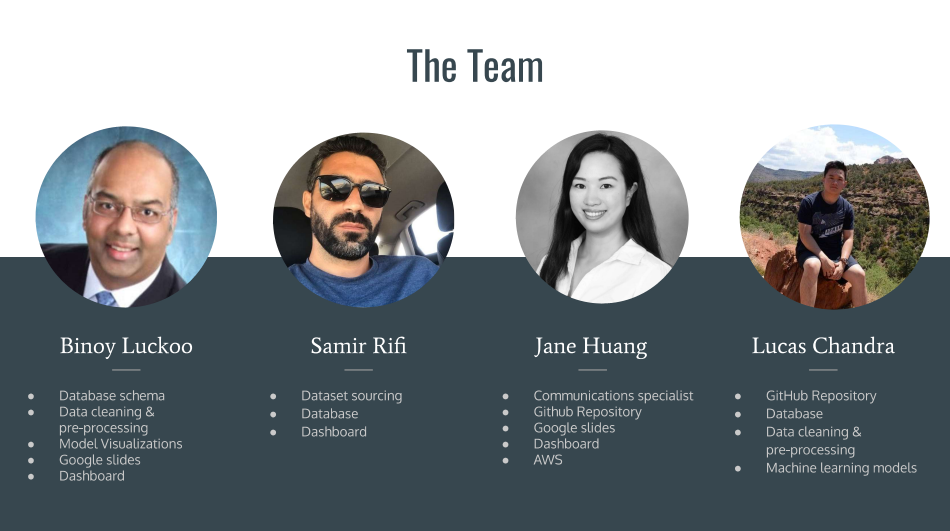 The Team
Binoy Luckoo
Database schema
Data cleaning &
pre-processing
Model Visualizations
Google slides
Dashboard
Samir Rifi
Dataset sourcing
Database
Dashboard
Jane Huang
Communications specialist
Github Repository
Google slides
Dashboard
AWS
Lucas Chandra
GitHub Repository
Database
Data cleaning &
pre-processing
Machine learning models